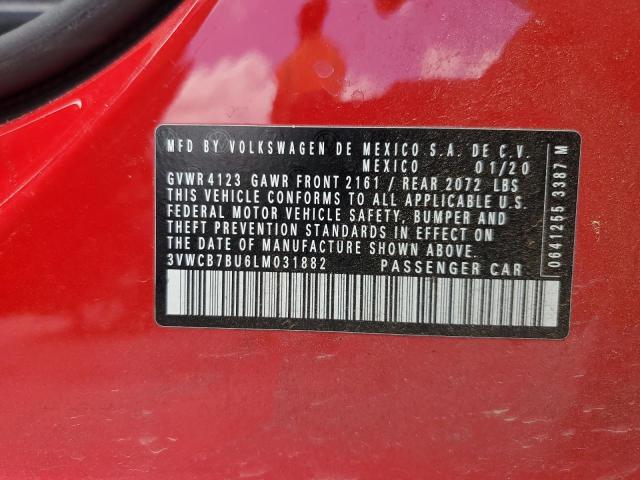 MFD BY VOLKSWAGEN DE MEXICO S.A. DE C.V.
MEXICO 01/20
GVWR 4123 GAWR FRONT 2161 / REAR 2072 LBS
THIS VEHICLE CONFORMS TO ALL APPLICABLE U.S.
FEDERAL MOTOR VEHICLE SAFETY, BUMPER AND
THEFT PREVENTION STANDARDS IN EFFECT ON
THE DATE OF MANUFACTURE SHOWN ABOVE.
3VWCB7BU6LM031882 PASSENGER CAR
0641255 3387 M